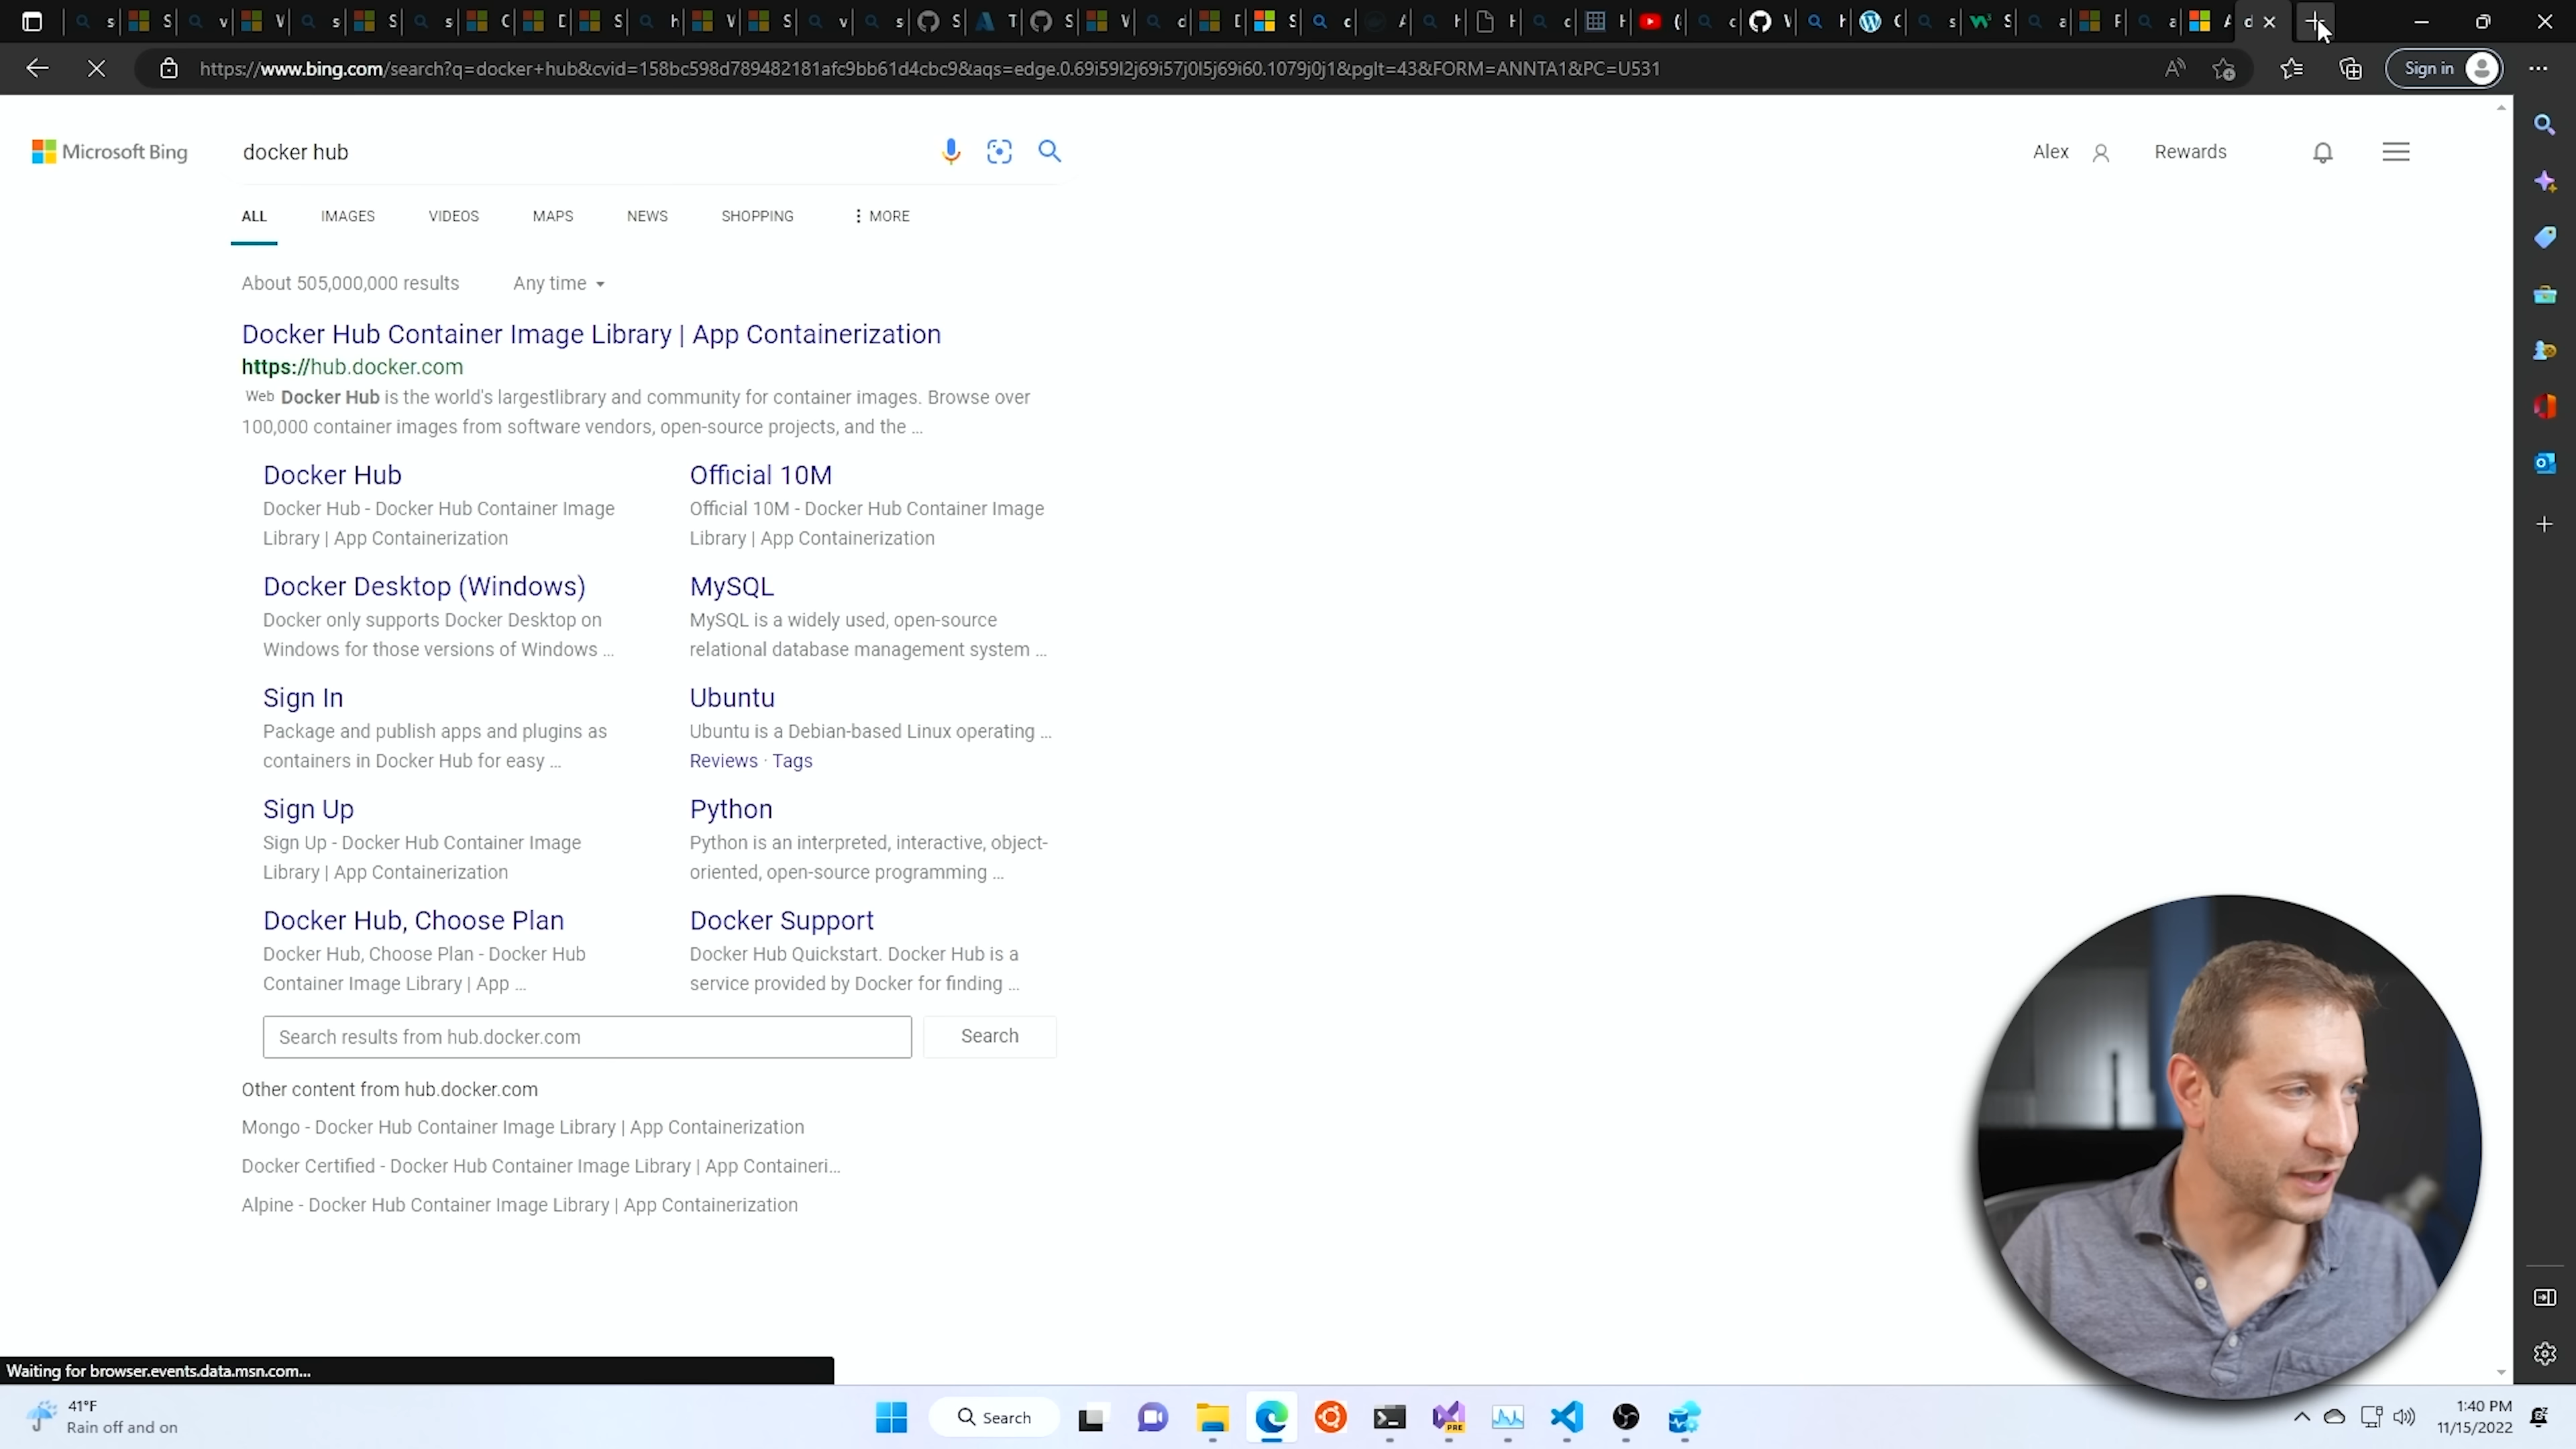 https://www.bing.com/search?q=docker+hub&cvid=158bc598d789482181afc9bb61d4cbc9&aqs=edge.0.69i59l2j69i57j0l5j69i60.1079j0j1&pglt=43&FORM=ANNTA1&PC=U531
Sign in
Microsoft Bing
docker hub
Alex
Rewards
ALL IMAGES VIDEOS MAPS NEWS SHOPPING MORE
About 505,000,000 results Any time
Docker Hub Container Image Library | App Containerization
https://hub.docker.com
Web Docker Hub is the world's largestlibrary and community for container images. Browse over
100,000 container images from software vendors, open-source projects, and the ...
Docker Hub
Docker Hub - Docker Hub Container Image
Library | App Containerization
Official 10M
Official 10M - Docker Hub Container Image
Library | App Containerization
Docker Desktop (Windows)
Docker only supports Docker Desktop on
Windows for those versions of Windows ...
MySQL
MySQL is a widely used, open-source
relational database management system ...
Sign In
Package and publish apps and plugins as
containers in Docker Hub for easy ...
Ubuntu
Ubuntu is a Debian-based Linux operating ...
Reviews · Tags
Sign Up
Sign Up - Docker Hub Container Image
Library | App Containerization
Python
Python is an interpreted, interactive, object-
oriented, open-source programming ...
Docker Hub, Choose Plan
Docker Hub, Choose Plan - Docker Hub
Container Image Library | App ...
Docker Support
Docker Hub Quickstart. Docker Hub is a
service provided by Docker for finding ...
Search results from hub.docker.com
Search
Other content from hub.docker.com
Mongo - Docker Hub Container Image Library | App Containerization
Docker Certified - Docker Hub Container Image Library | App Containeri...
Alpine - Docker Hub Container Image Library | App Containerization
Waiting for browser.events.data.msn.com...
41°F
Rain off and on
Search
PRE
1:40 PM
11/15/2022